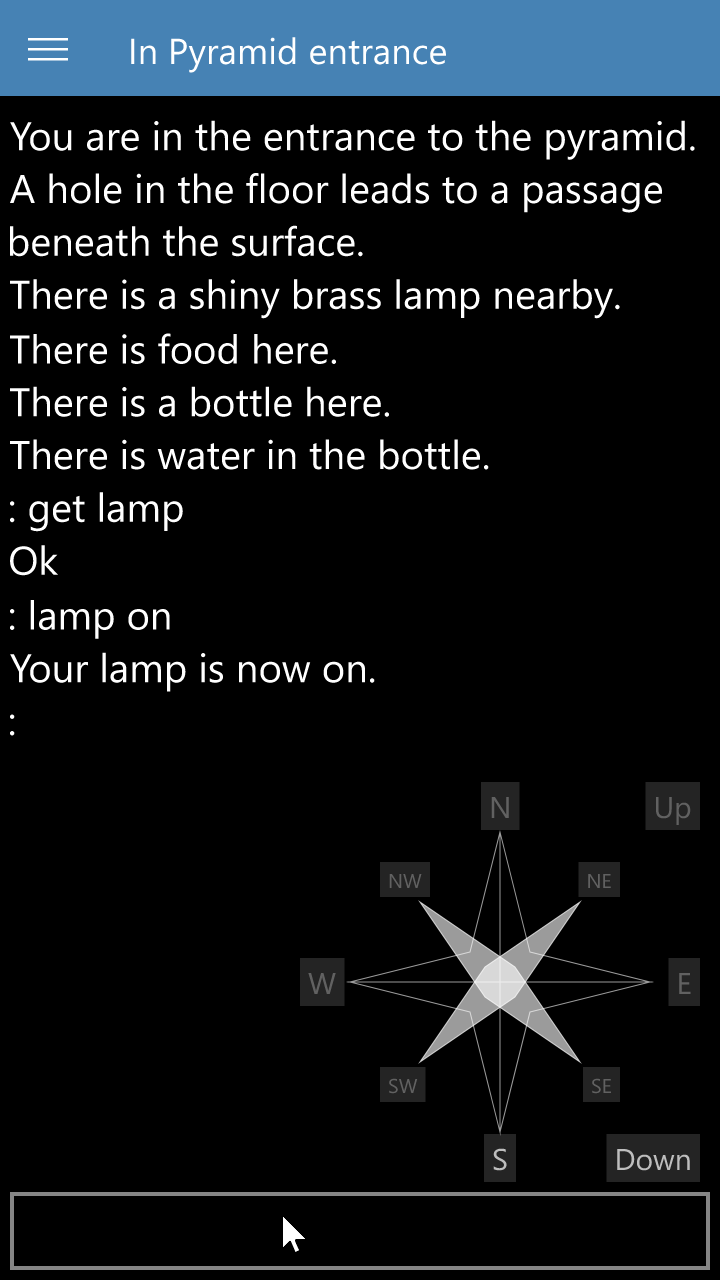 In Pyramid entrance
You are in the entrance to the pyramid.
A hole in the floor leads to a passage
beneath the surface.
There is a shiny brass lamp nearby.
There is food here.
There is a bottle here.
There is water in the bottle.
: get lamp
Ok
: lamp on
Your lamp is now on.
:
N
Up
NW
NE
W
E
SW
SE
S
Down